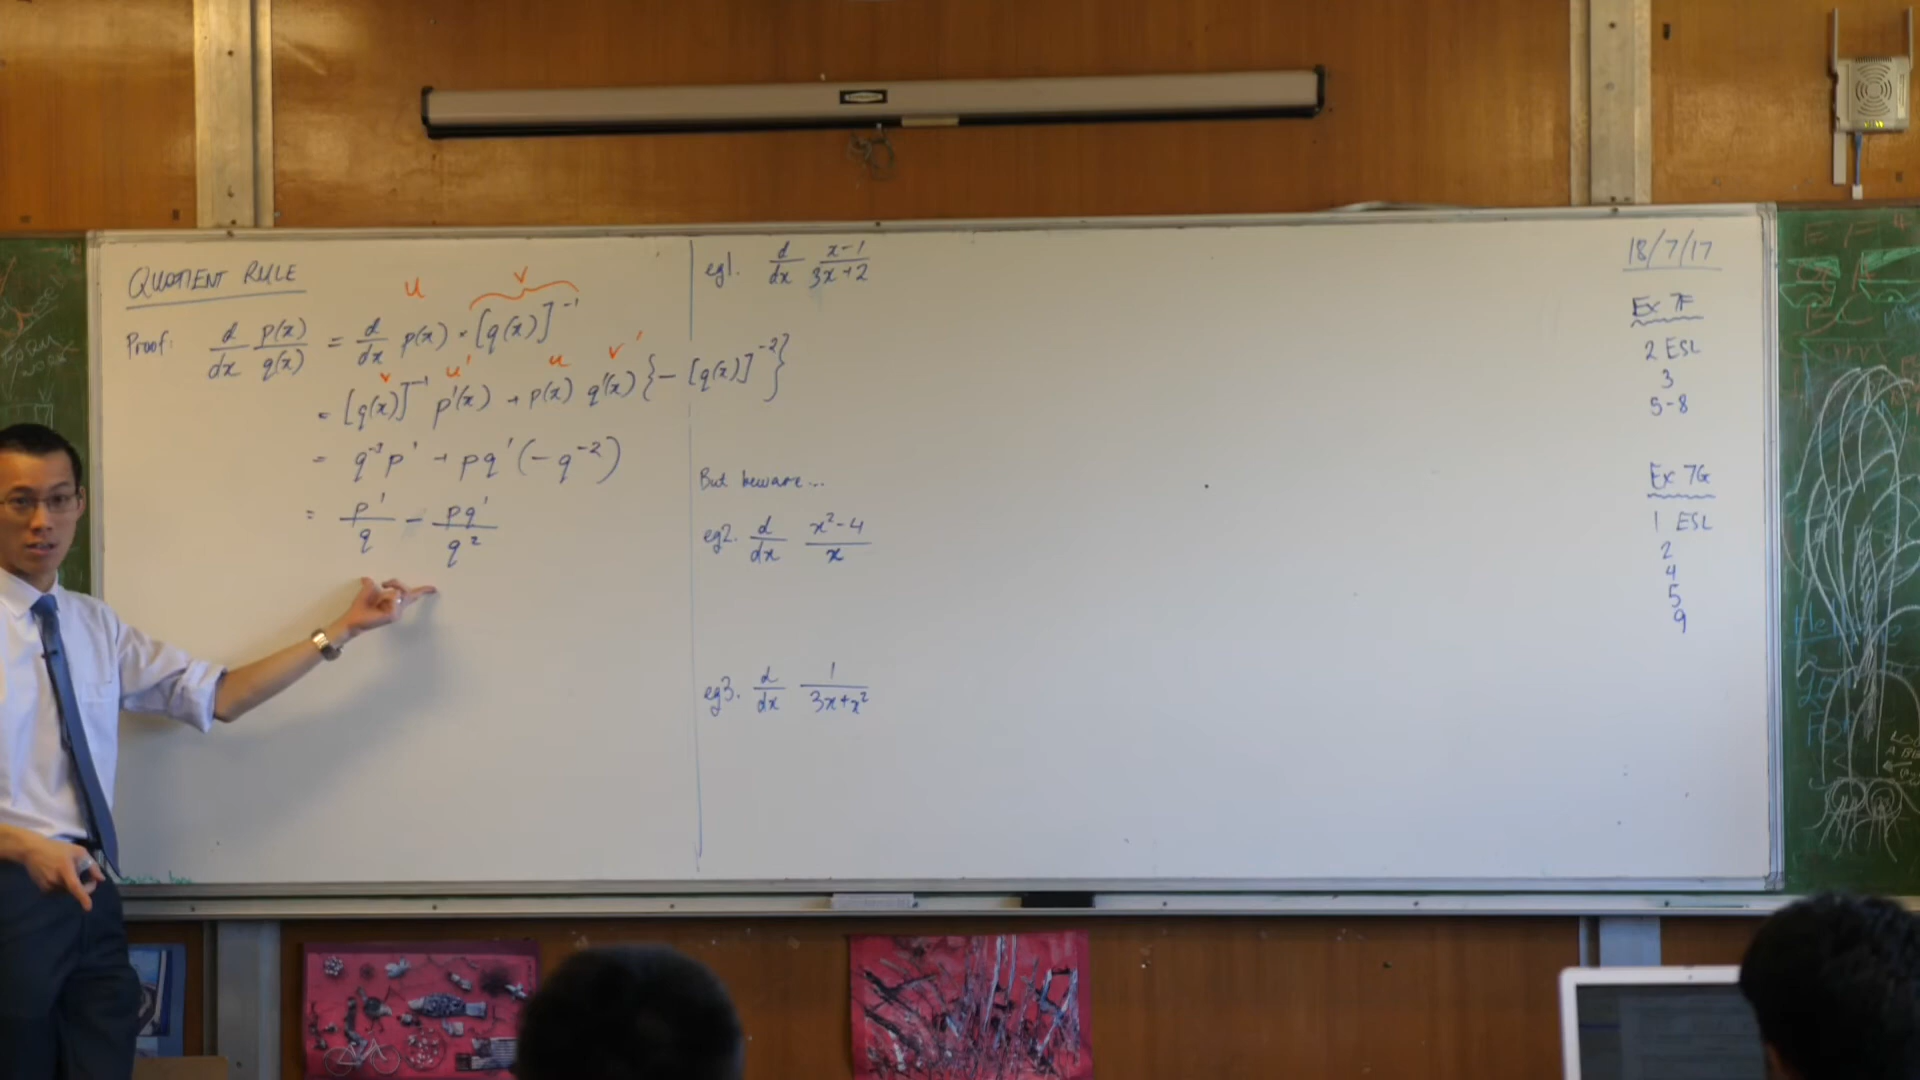 QUOTIENT RULE
u v
Proof: d/dx p(x)/q(x) = d/dx p(x) · [q(x)]⁻¹
v u' u v'
= [q(x)]⁻¹ p'(x) + p(x) q'(x) {− [q(x)]⁻²}
= q⁻¹p' + pq'(−q⁻²)
= p'/q − pq'/q²
eg1. d/dx x−1/3x+2
But beware...
eg2. d/dx x²−4/x
eg3. d/dx 1/3x+x²
18/7/17
Ex 7F
2 ESL
3
5-8
Ex 7G
1 ESL
2
4
5
9